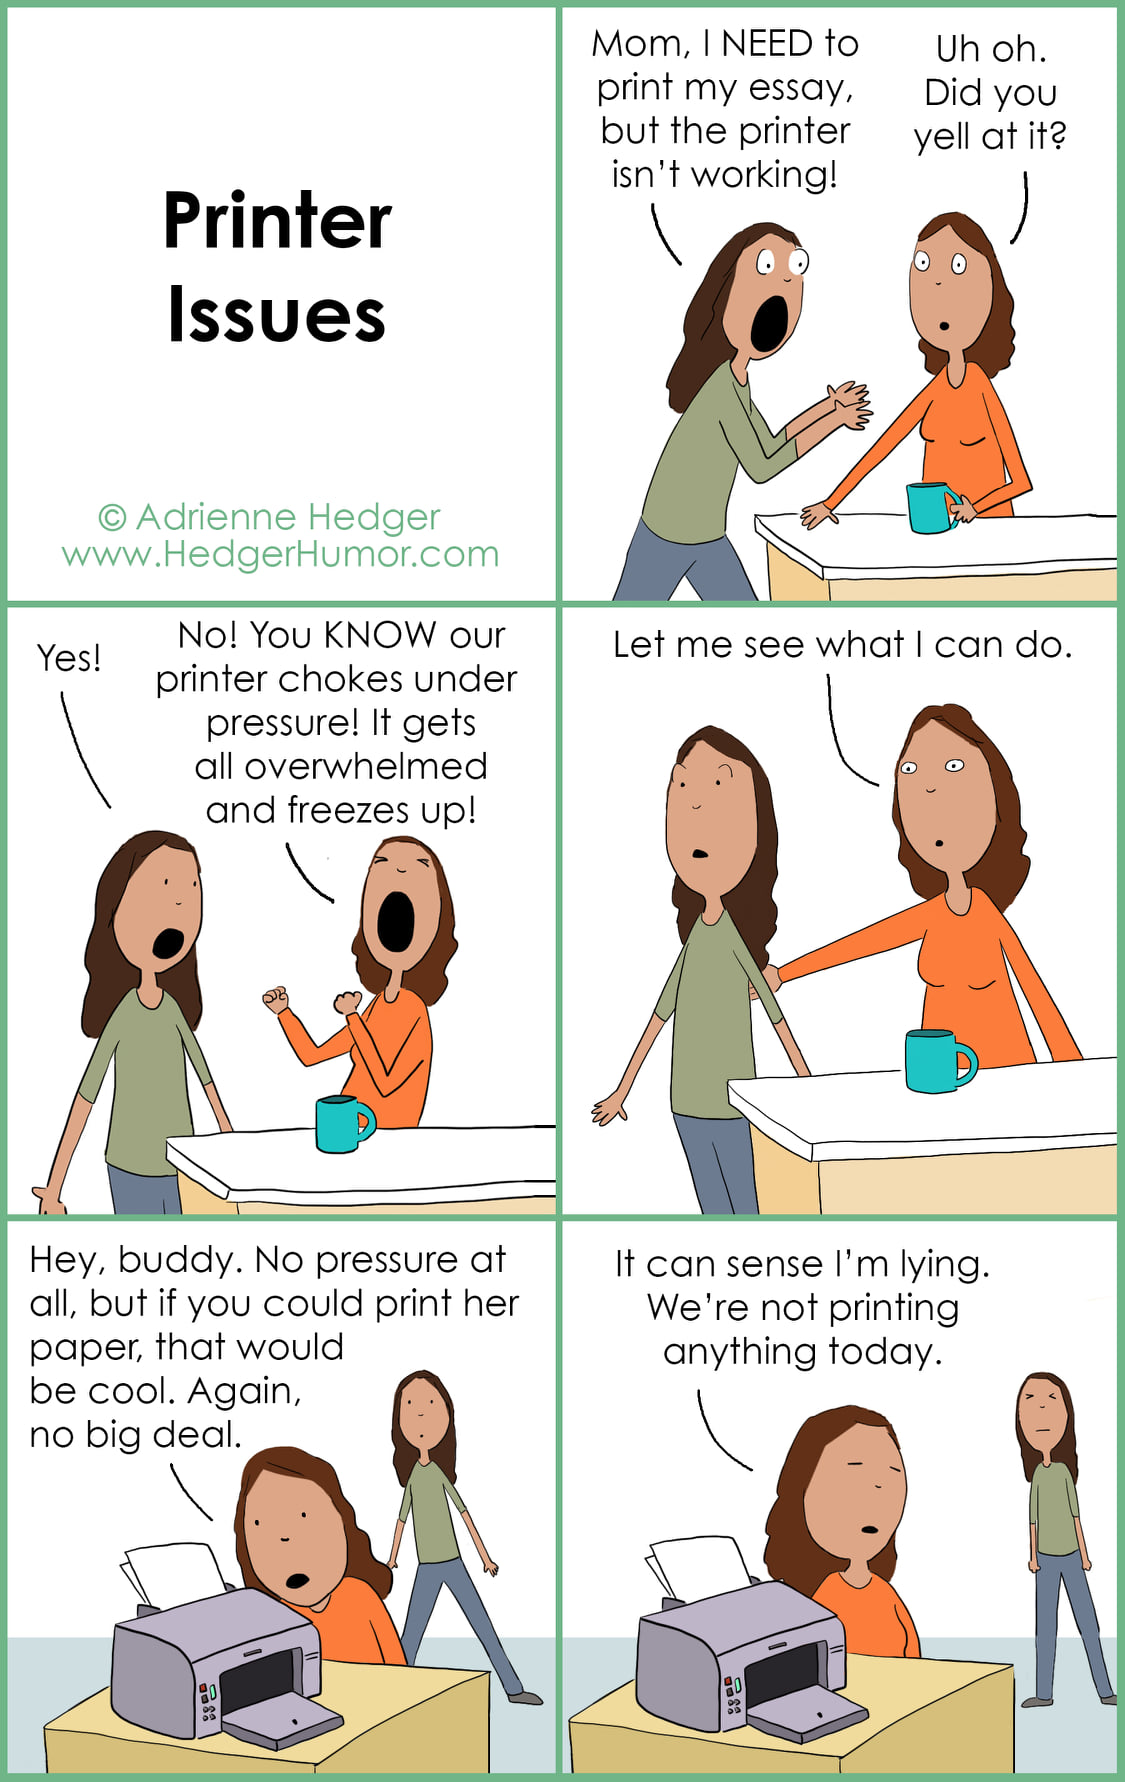 Printer
Issues
© Adrienne Hedger
www.HedgerHumor.com
Mom, I NEED to
print my essay,
but the printer
isn't working!
Uh oh.
Did you
yell at it?
Yes!
No! You KNOW our
printer chokes under
pressure! It gets
all overwhelmed
and freezes up!
Let me see what I can do.
Hey, buddy. No pressure at
all, but if you could print her
paper, that would
be cool. Again,
no big deal.
It can sense I'm lying.
We're not printing
anything today.